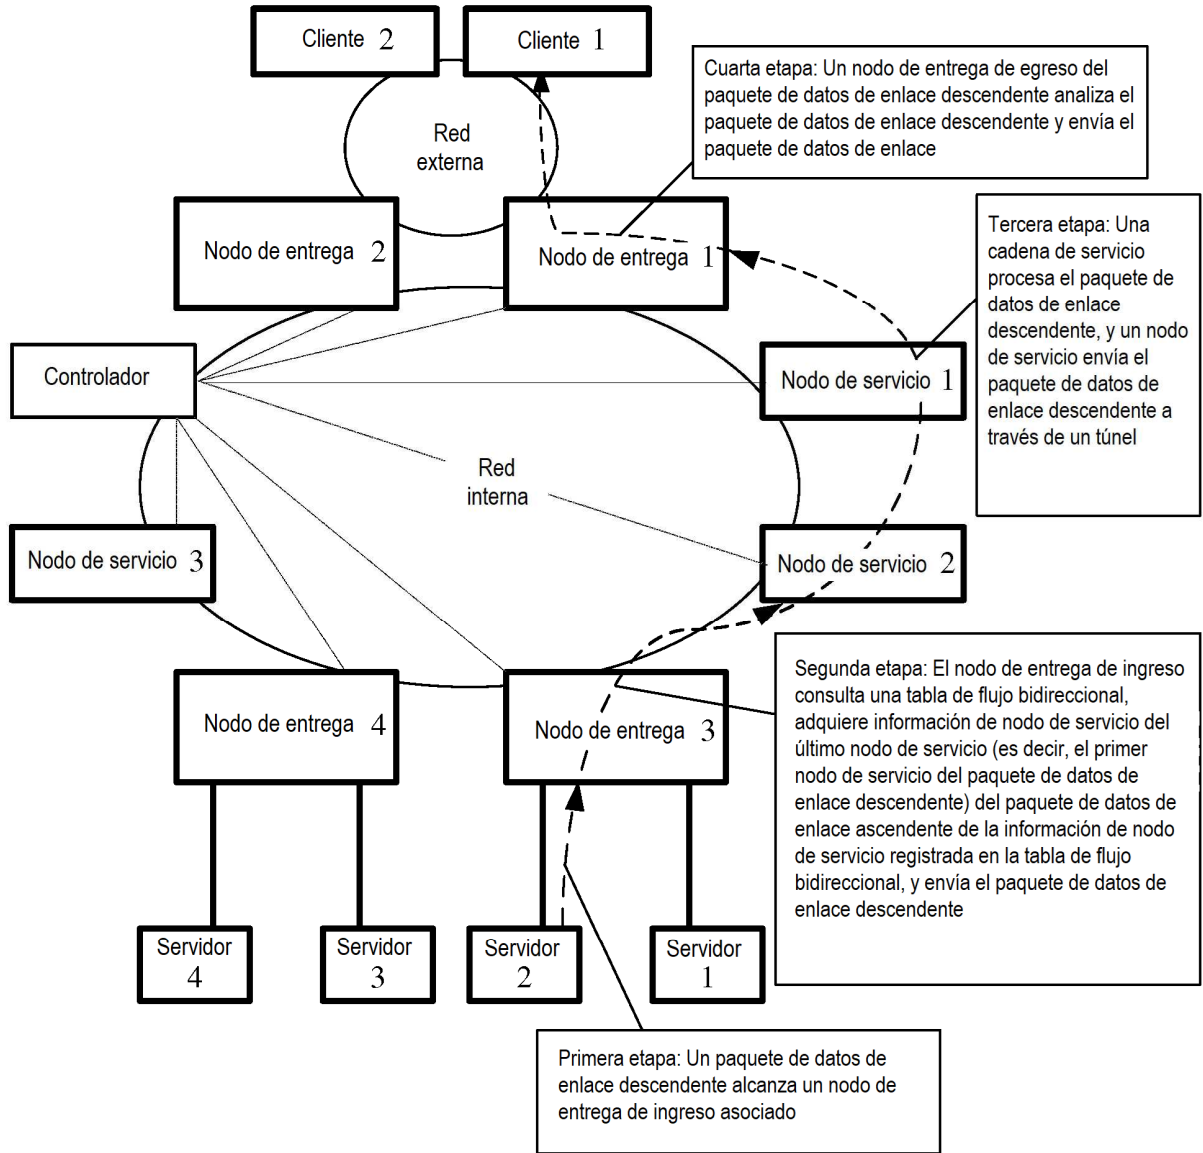 Cliente 2
Cliente 1
Cuarta etapa: Un nodo de entrega de egreso del
paquete de datos de enlace descendente analiza el
paquete de datos de enlace descendente y envía el
paquete de datos de enlace
Red
externa
Nodo de entrega 2
Nodo de entrega 1
Tercera etapa: Una
cadena de servicio
procesa el paquete de
datos de enlace
descendente, y un nodo
de servicio envía el
paquete de datos de
enlace descendente a
través de un túnel
Controlador
Nodo de servicio 1
Red
interna
Nodo de servicio 3
Nodo de servicio 2
Nodo de entrega 4
Nodo de entrega 3
Segunda etapa: El nodo de entrega de ingreso
consulta una tabla de flujo bidireccional,
adquiere información de nodo de servicio del
último nodo de servicio (es decir, el primer
nodo de servicio del paquete de datos de
enlace descendente) del paquete de datos de
enlace ascendente de la información de nodo
de servicio registrada en la tabla de flujo
bidireccional, y envía el paquete de datos de
enlace descendente
Servidor
4
Servidor
3
Servidor
2
Servidor
1
Primera etapa: Un paquete de datos de
enlace descendente alcanza un nodo de
entrega de ingreso asociado